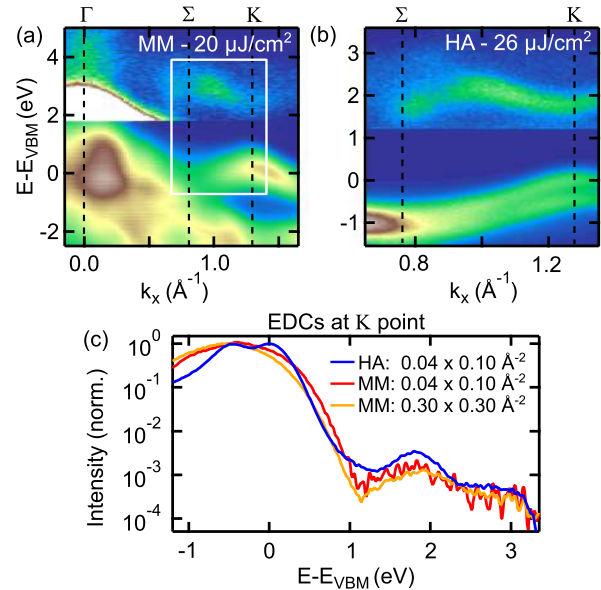 Γ Σ K Σ K
(a) MM - 20 μJ/cm²
(b) HA - 26 μJ/cm²
E-E_VBM (eV)
4
2
0
-2
3
2
1
0
-1
0.0 1.0
0.8 1.2
k_x (Å⁻¹)
k_x (Å⁻¹)
EDCs at K point
(c)
HA: 0.04 x 0.10 Å⁻²
MM: 0.04 x 0.10 Å⁻²
MM: 0.30 x 0.30 Å⁻²
Intensity (norm.)
10⁰
10⁻¹
10⁻²
10⁻³
10⁻⁴
-1 0 1 2 3
E-E_VBM (eV)